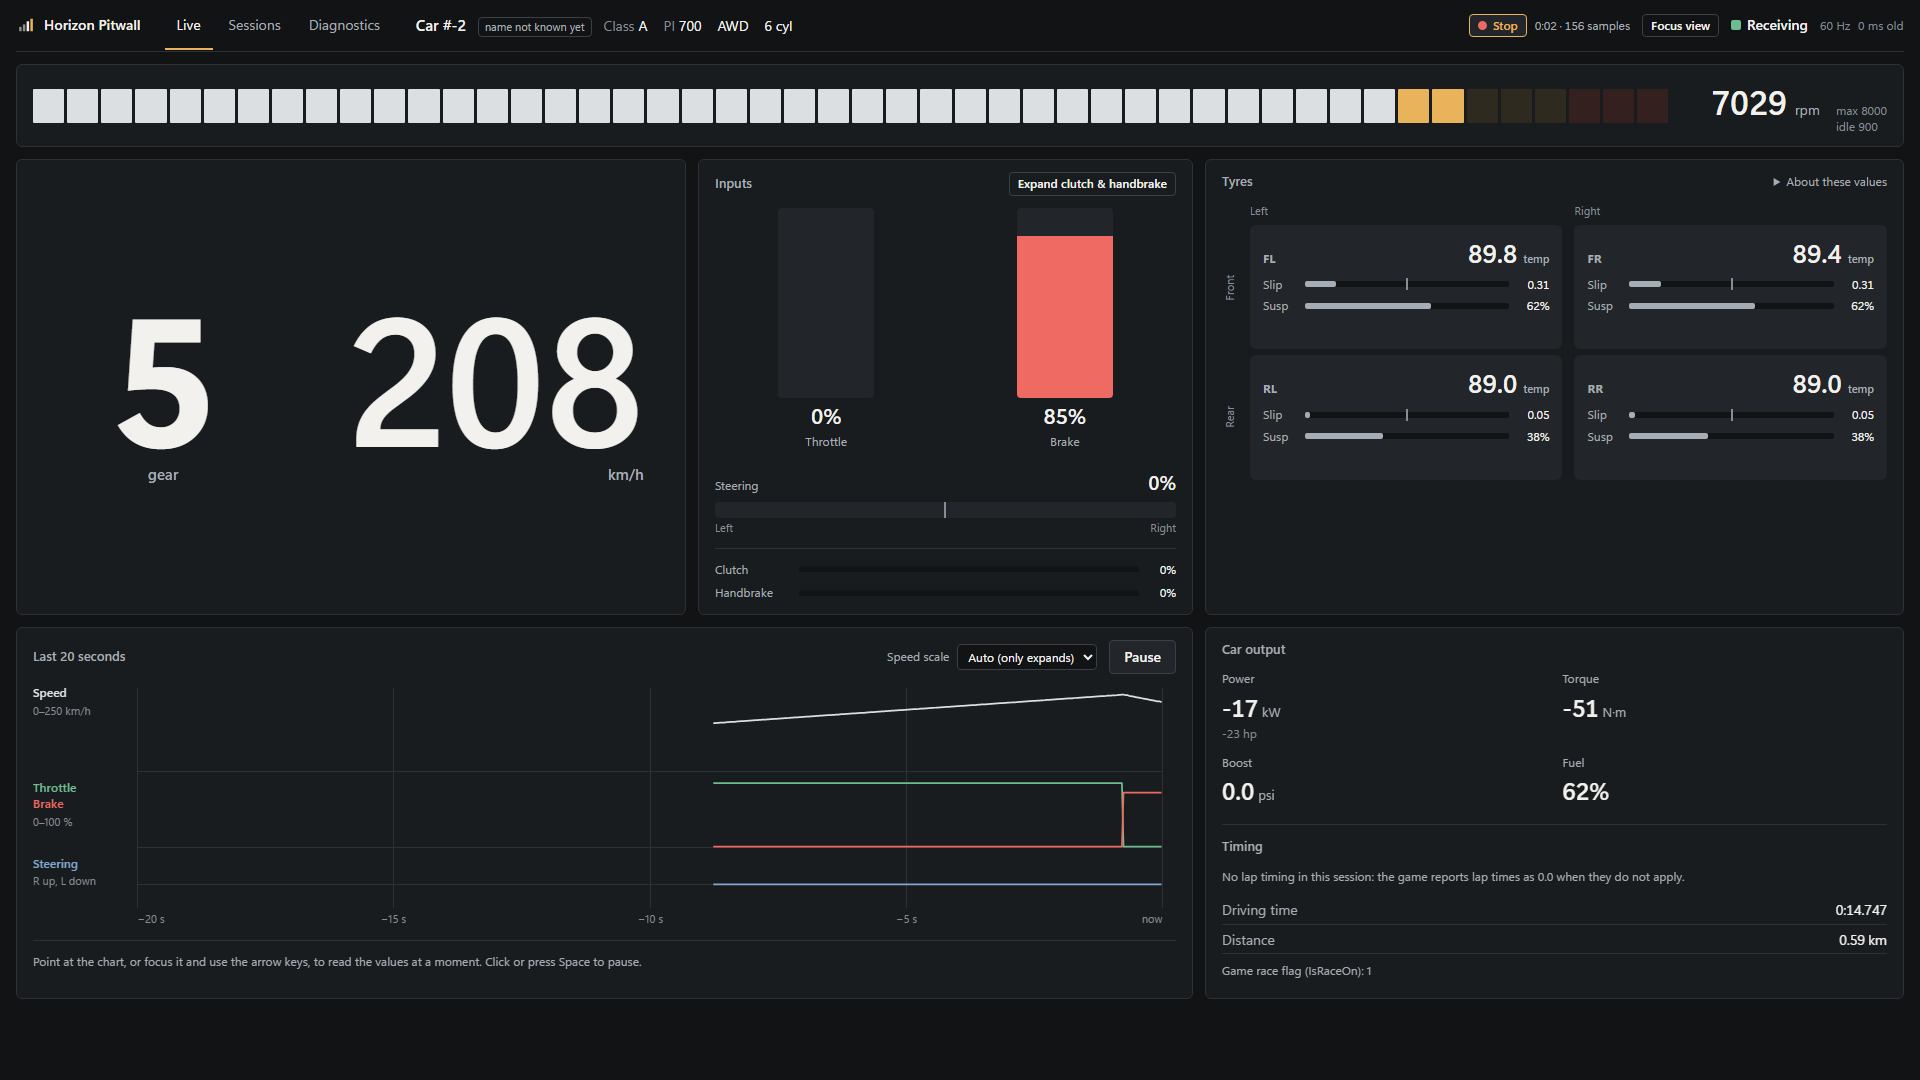 Horizon Pitwall
Live
Sessions
Diagnostics
Car #-2
name not known yet
Class A
PI 700
AWD
6 cyl
Stop
0:02 · 156 samples
Focus view
Receiving
60 Hz
0 ms old
7029 rpm
max 8000
idle 900
5
gear
208
km/h
Inputs
Expand clutch & handbrake
0%
Throttle
85%
Brake
Steering
0%
Left
Right
Clutch
0%
Handbrake
0%
Tyres
▶ About these values
Left
Right
Front
FL
89.8 temp
Slip
0.31
Susp
62%
FR
89.4 temp
Slip
0.31
Susp
62%
Rear
RL
89.0 temp
Slip
0.05
Susp
38%
RR
89.0 temp
Slip
0.05
Susp
38%
Last 20 seconds
Speed scale
Auto (only expands)
Pause
Speed
0–250 km/h
Throttle
Brake
0–100 %
Steering
R up, L down
−20 s
−15 s
−10 s
−5 s
now
Point at the chart, or focus it and use the arrow keys, to read the values at a moment. Click or press Space to pause.
Car output
Power
-17 kW
-23 hp
Torque
-51 N·m
Boost
0.0 psi
Fuel
62%
Timing
No lap timing in this session: the game reports lap times as 0.0 when they do not apply.
Driving time
0:14.747
Distance
0.59 km
Game race flag (IsRaceOn): 1